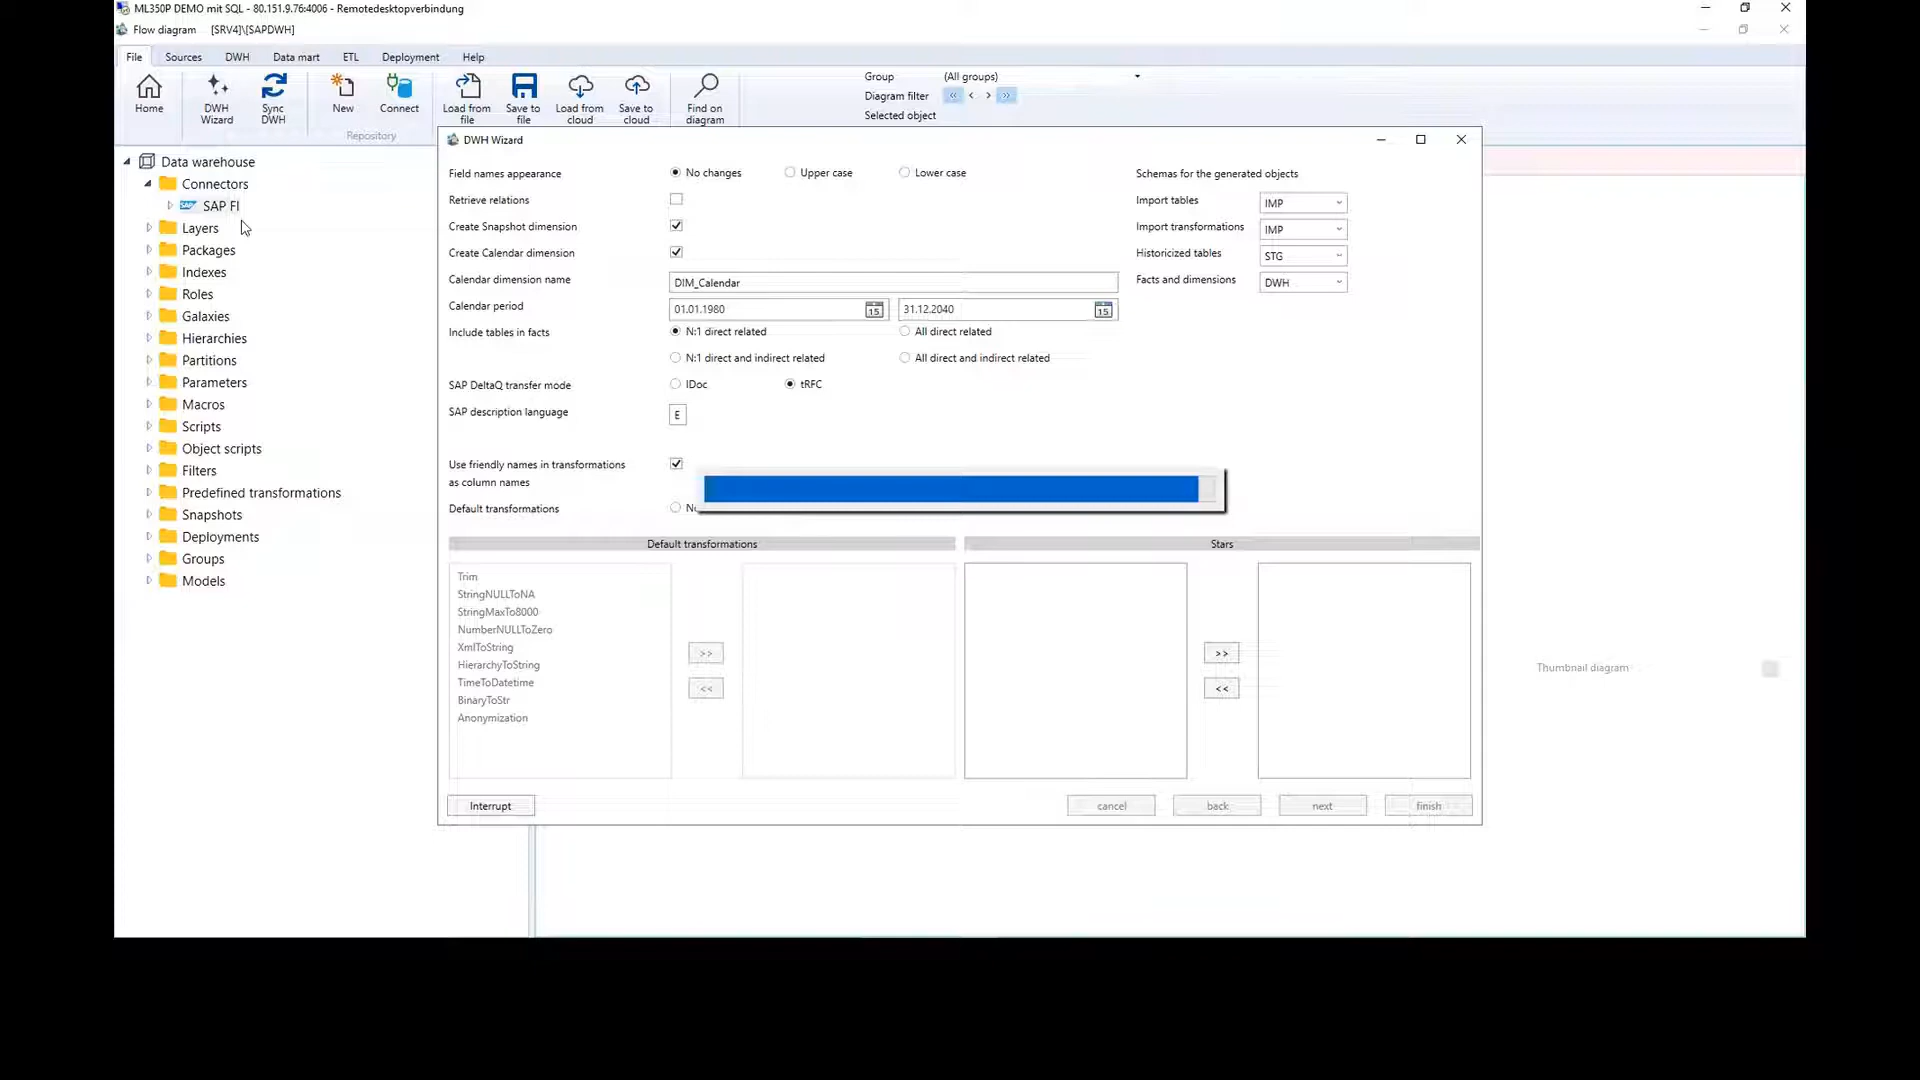 ML350P DEMO mit SQL - 80.151.9.76:4006 - Remotedesktopverbindung
Flow diagram [SRV4]\[SAPDWH]
File Sources DWH Data mart ETL Deployment Help
Home
DWH Wizard
Sync DWH
New
Connect
Repository
Load from file
Save to file
Load from cloud
Save to cloud
Find on diagram
Group (All groups)
Diagram filter « < > »
Selected object
Data warehouse
Connectors
SAP FI
Layers
Packages
Indexes
Roles
Galaxies
Hierarchies
Partitions
Parameters
Macros
Scripts
Object scripts
Filters
Predefined transformations
Snapshots
Deployments
Groups
Models
DWH Wizard
Field names appearance No changes Upper case Lower case
Retrieve relations
Create Snapshot dimension
Create Calendar dimension
Calendar dimension name DIM_Calendar
Calendar period 01.01.1980 15 31.12.2040 15
Include tables in facts N:1 direct related All direct related
N:1 direct and indirect related All direct and indirect related
SAP DeltaQ transfer mode IDoc tRFC
SAP description language E
Use friendly names in transformations
as column names
Default transformations
Schemas for the generated objects
Import tables IMP
Import transformations IMP
Historicized tables STG
Facts and dimensions DWH
Default transformations
Trim
StringNULLToNA
StringMaxTo8000
NumberNULLToZero
XmlToString
HierarchyToString
TimeToDatetime
BinaryToStr
Anonymization
>>
<<
Stars
>>
<<
Interrupt cancel back next finish
Thumbnail diagram